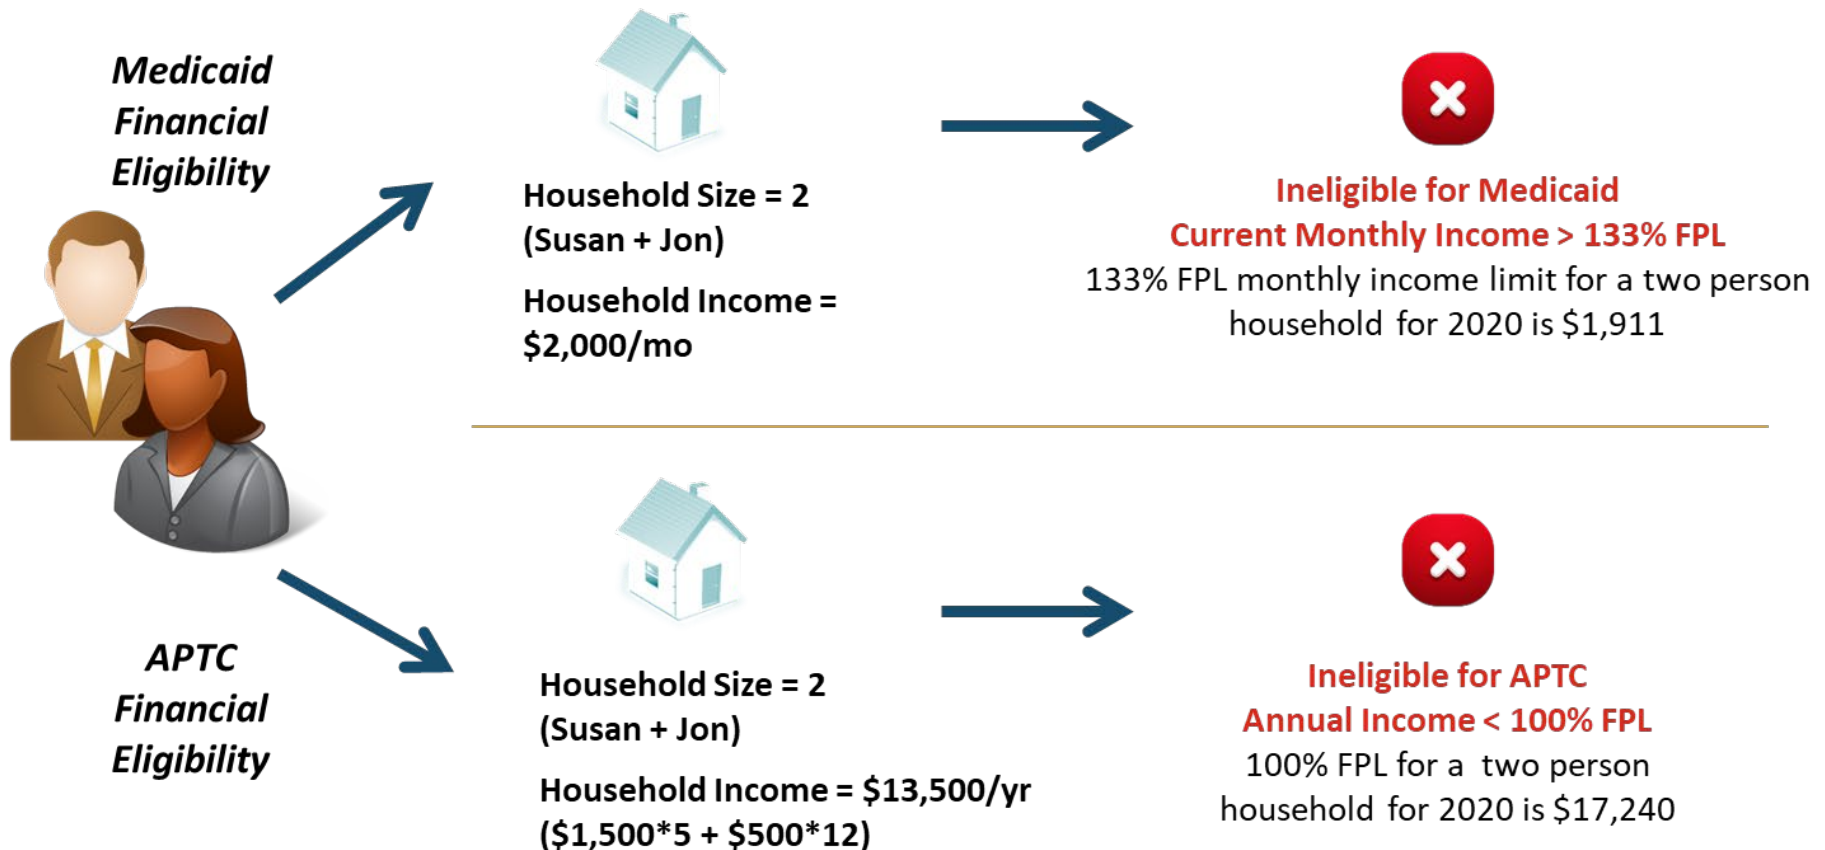 Medicaid
Financial
Eligibility
Household Size = 2
(Susan + Jon)
Household Income =
$2,000/mo
Ineligible for Medicaid
Current Monthly Income > 133% FPL
133% FPL monthly income limit for a two person
household for 2020 is $1,911
APTC
Financial
Eligibility
Household Size = 2
(Susan + Jon)
Household Income = $13,500/yr
($1,500*5 + $500*12)
Ineligible for APTC
Annual Income < 100% FPL
100% FPL for a two person
household for 2020 is $17,240